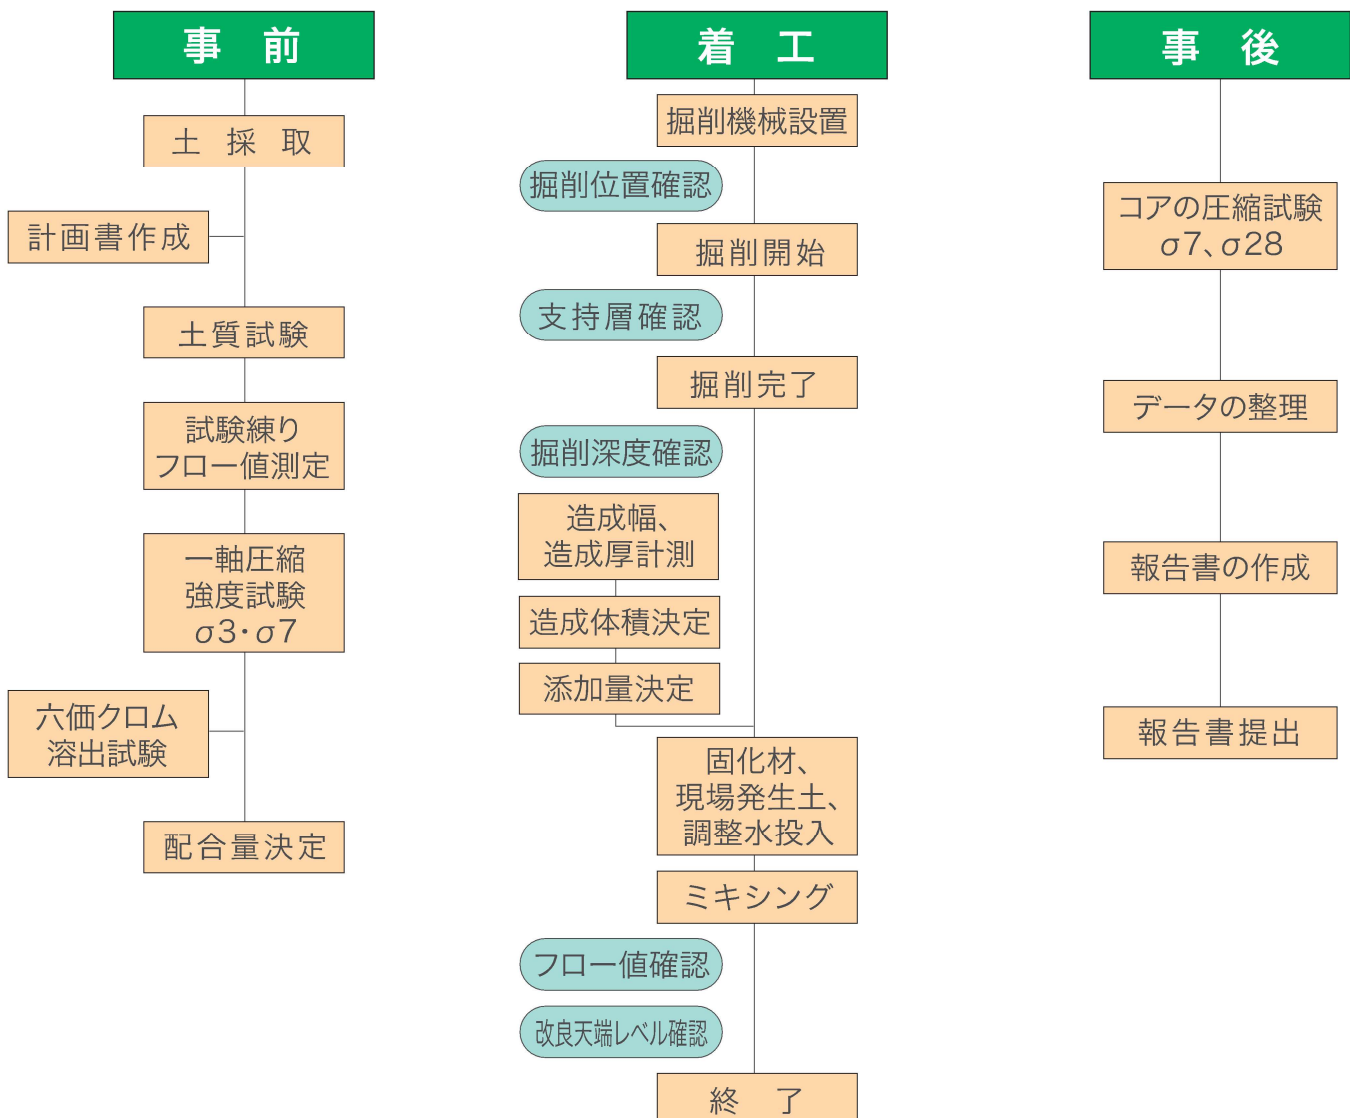 事 前
土 採 取
計画書作成
土質試験
試験練り
フロー値測定
一軸圧縮
強度試験
σ3・σ7
六価クロム
溶出試験
配合量決定
着 工
掘削機械設置
掘削位置確認
掘削開始
支持層確認
掘削完了
掘削深度確認
造成幅、
造成厚計測
造成体積決定
添加量決定
固化材、
現場発生土、
調整水投入
ミキシング
フロー値確認
改良天端レベル確認
終 了
事 後
コアの圧縮試験
σ7、σ28
データの整理
報告書の作成
報告書提出